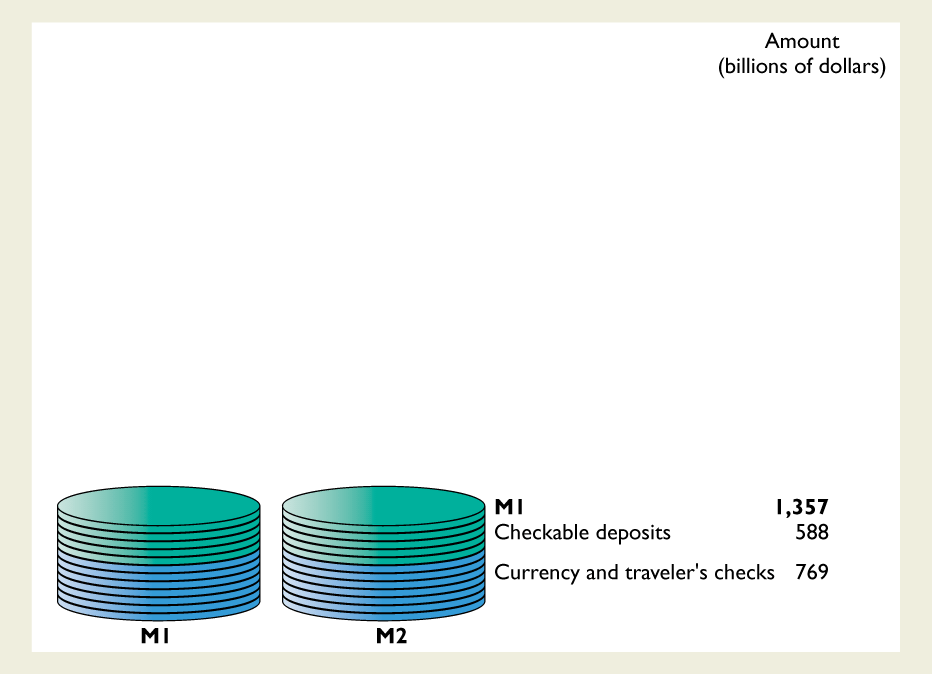 Amount
(billions of dollars)
M1 1,357
Checkable deposits 588
Currency and traveler's checks 769
M1 M2